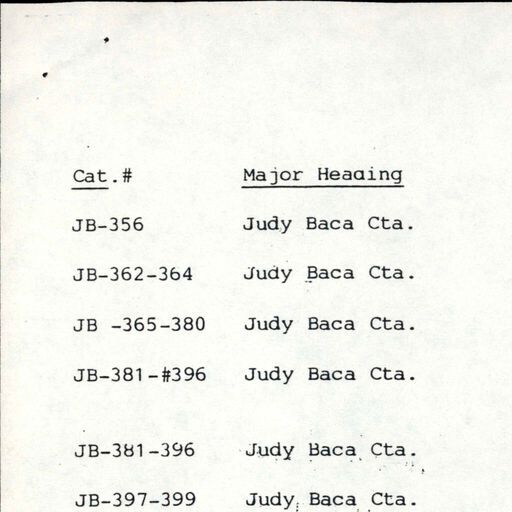 Cat.# Major Heading
JB-356 Judy Baca Cta.
JB-362-364 Judy Baca Cta.
JB -365-380 Judy Baca Cta.
JB-381-#396 Judy Baca Cta.
JB-381-396 Judy Baca Cta.
JB-397-399 Judy Baca Cta.